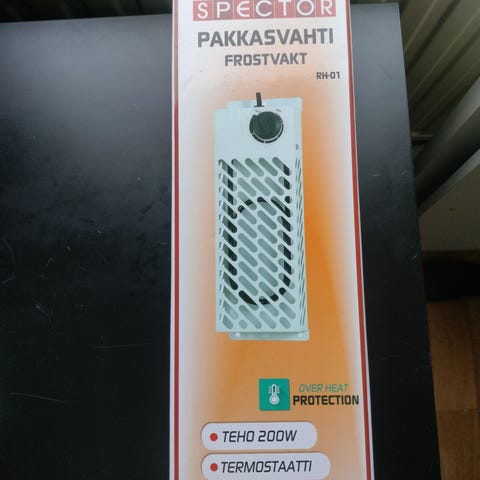 SPECTOR
PAKKASVAHTI
FROSTVAKT
RH-01
OVER HEAT
PROTECTION
TEHO 200W
TERMOSTAATTI